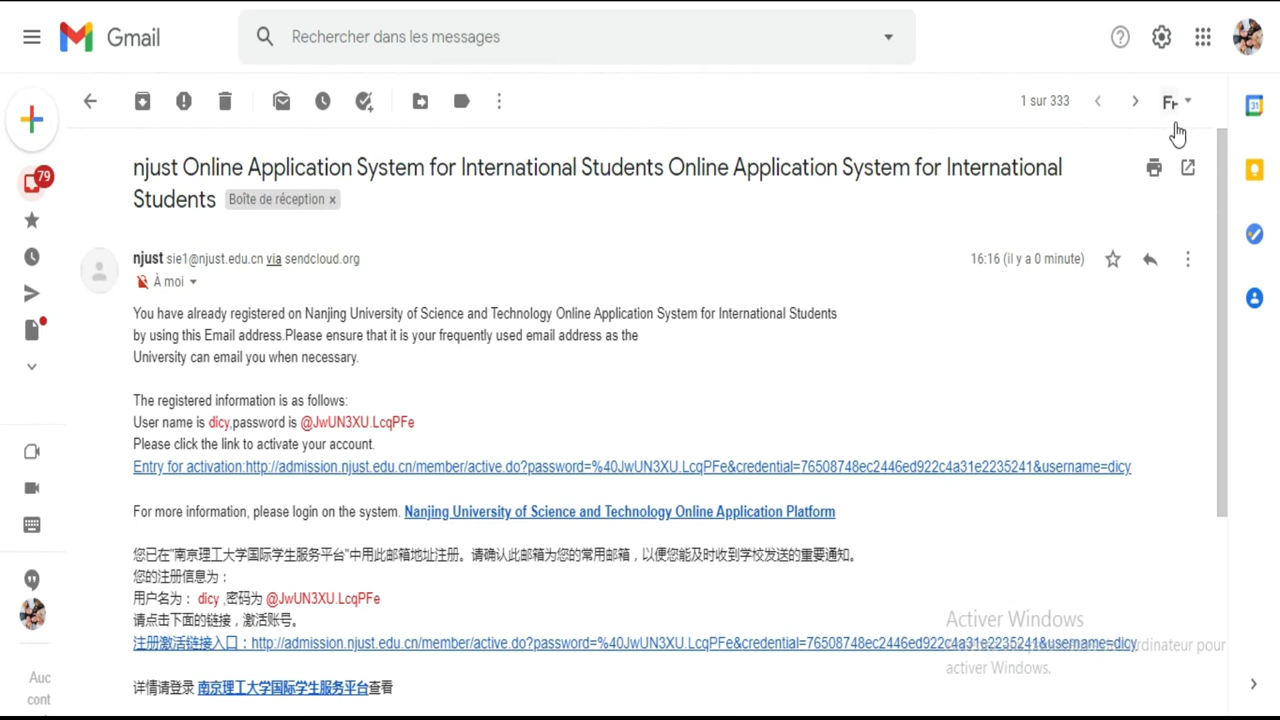 Gmail
Rechercher dans les messages
1 sur 333
79
njust Online Application System for International Students Online Application System for International
Students Boîte de réception ×
njust sie1@njust.edu.cn via sendcloud.org
16:16 (il y a 0 minute)
À moi
You have already registered on Nanjing University of Science and Technology Online Application System for International Students
by using this Email address.Please ensure that it is your frequently used email address as the
University can email you when necessary.
The registered information is as follows:
User name is dicy,password is @JwUN3XU.LcqPFe
Please click the link to activate your account.
Entry for activation:http://admission.njust.edu.cn/member/active.do?password=%40JwUN3XU.LcqPFe&credential=76508748ec2446ed922c4a31e2235241&username=dicy
For more information, please login on the system. Nanjing University of Science and Technology Online Application Platform
您已在"南京理工大学国际学生服务平台"中用此邮箱地址注册。请确认此邮箱为您的常用邮箱，以便您能及时收到学校发送的重要通知。
您的注册信息为：
用户名为： dicy ,密码为 @JwUN3XU.LcqPFe
请点击下面的链接，激活账号。
注册激活链接入口：http://admission.njust.edu.cn/member/active.do?password=%40JwUN3XU.LcqPFe&credential=76508748ec2446ed922c4a31e2235241&username=dicy
详情请登录 南京理工大学国际学生服务平台查看
Activer Windows
ordinateur pour
activer Windows.
Auc
cont
31